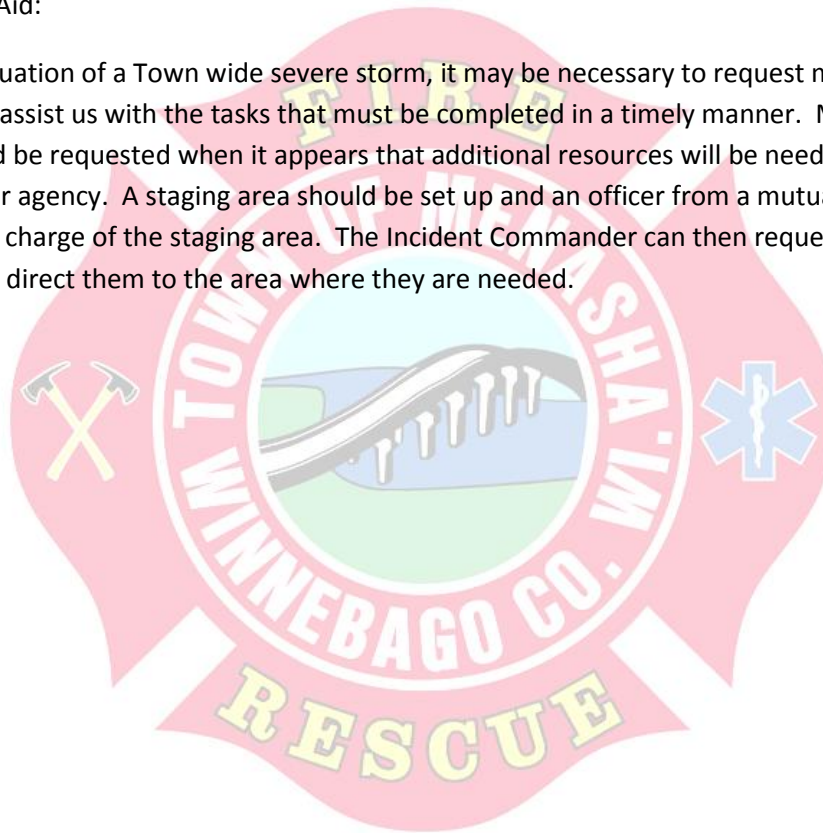 Aid:
uation of a Town wide severe storm, it may be necessary to request
assist us with the tasks that must be completed in a timely manner.
be requested when it appears that additional resources will be
r agency. A staging area should be set up and an officer from a
charge of the staging area. The Incident Commander can then
direct them to the area where they are needed.
FIRE
TOWN OF MENASHA, WI
WINNEBAGO CO.
RESCUE